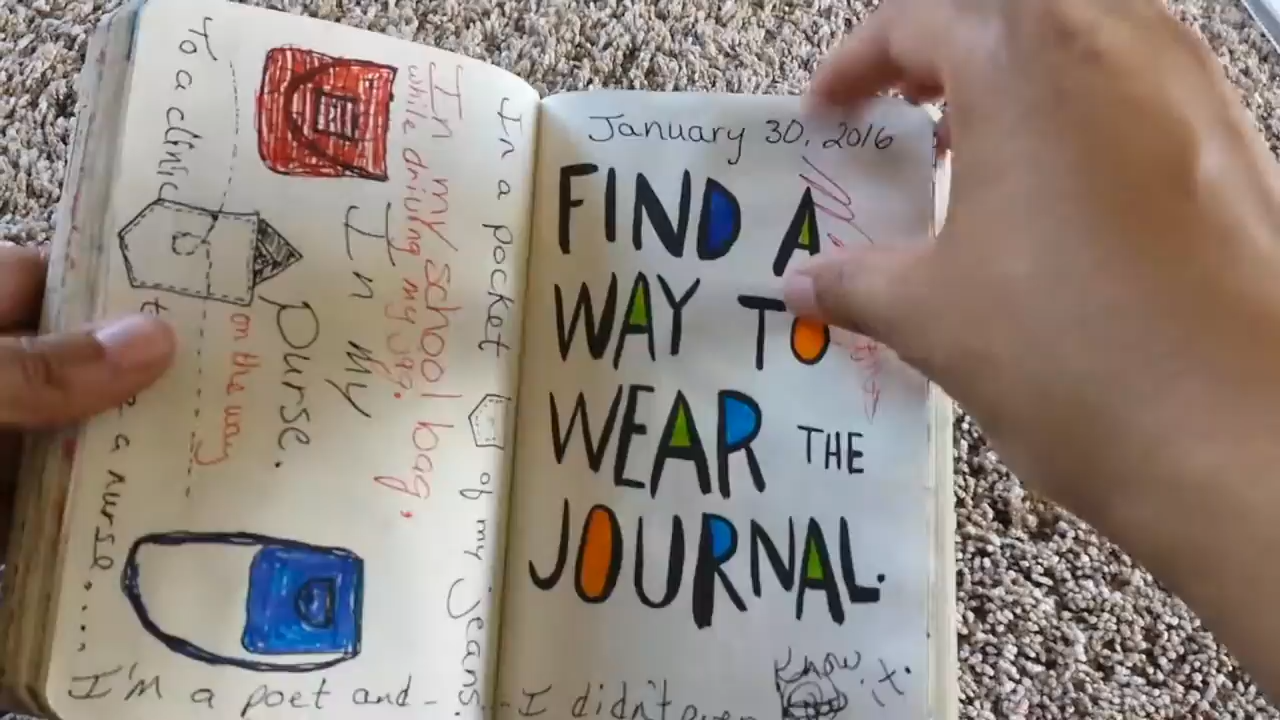 To a clinic
on the way
purse.
In my
while driving my
In my school bag,
In a pocket of my jeans.
a nurse.....
I'm a poet and-
January 30, 2016
FIND A
WAY TO
WEAR THE
JOURNAL.
I didn't even
know it.